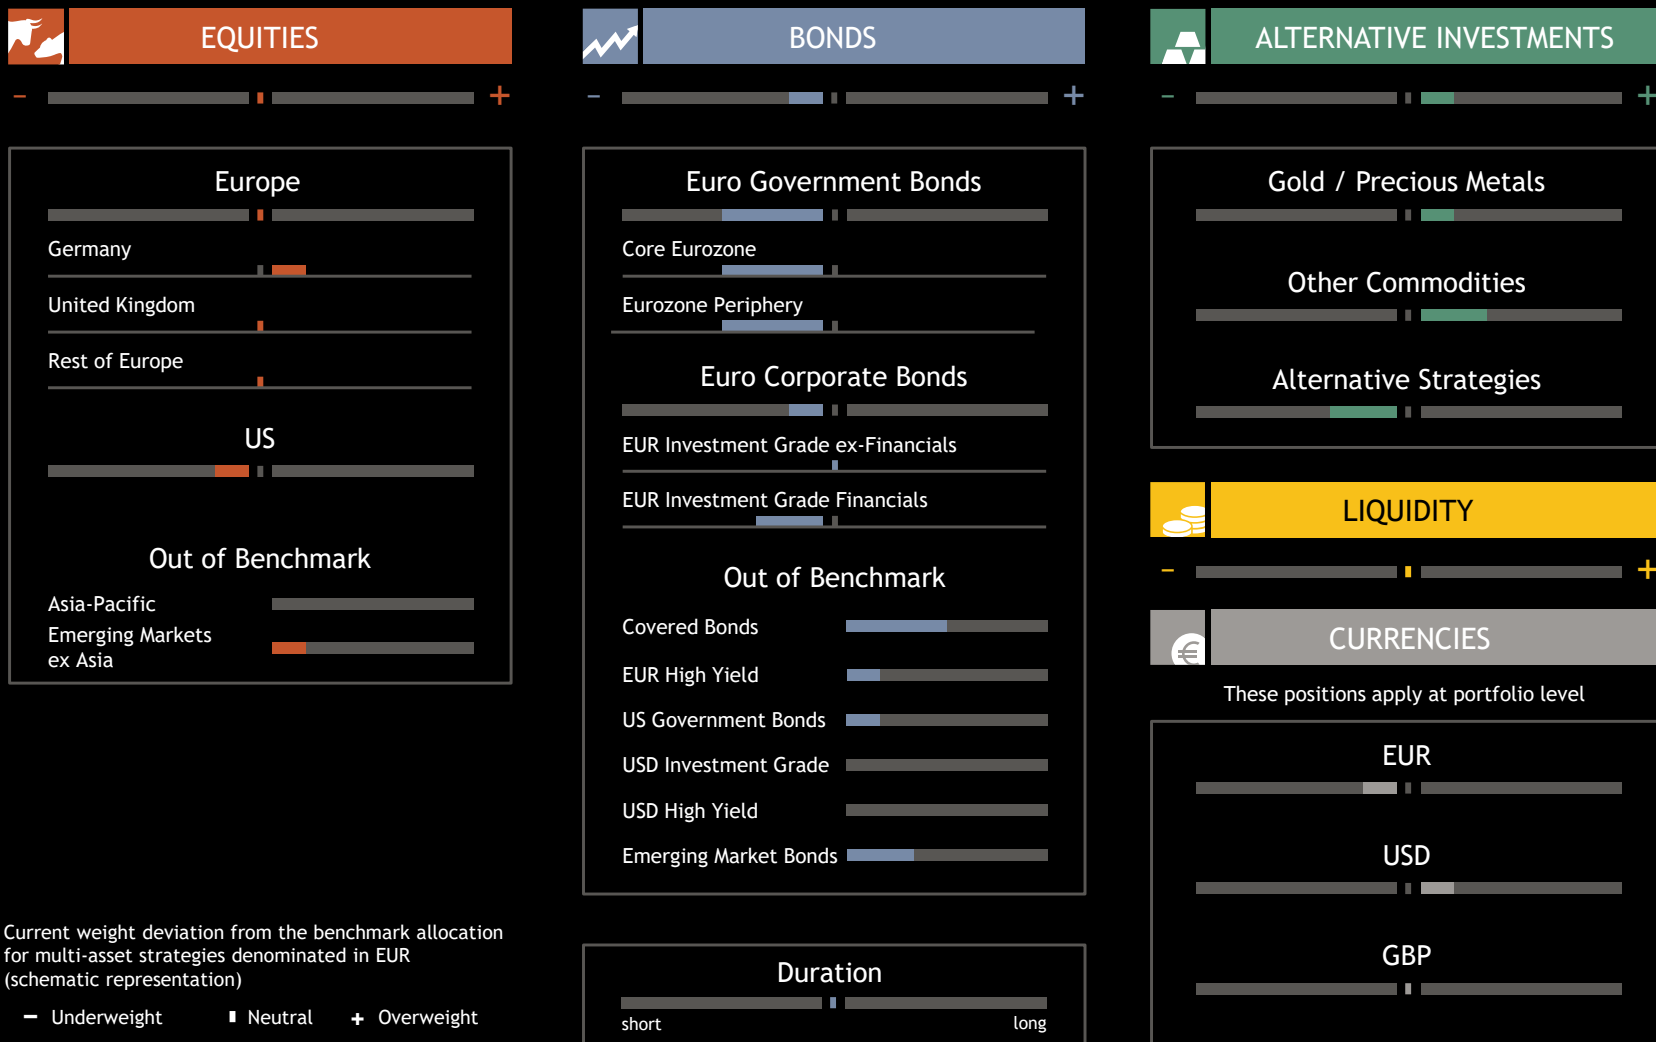 EQUITIES
- +
Europe
Germany
United Kingdom
Rest of Europe
US
Out of Benchmark
Asia-Pacific
Emerging Markets
ex Asia
Current weight deviation from the benchmark allocation
for multi-asset strategies denominated in EUR
(schematic representation)
- Underweight Neutral + Overweight
BONDS
- +
Euro Government Bonds
Core Eurozone
Eurozone Periphery
Euro Corporate Bonds
EUR Investment Grade ex-Financials
EUR Investment Grade Financials
Out of Benchmark
Covered Bonds
EUR High Yield
US Government Bonds
USD Investment Grade
USD High Yield
Emerging Market Bonds
Duration
short long
ALTERNATIVE INVESTMENTS
- +
Gold / Precious Metals
Other Commodities
Alternative Strategies
LIQUIDITY
- +
€
CURRENCIES
These positions apply at portfolio level
EUR
USD
GBP